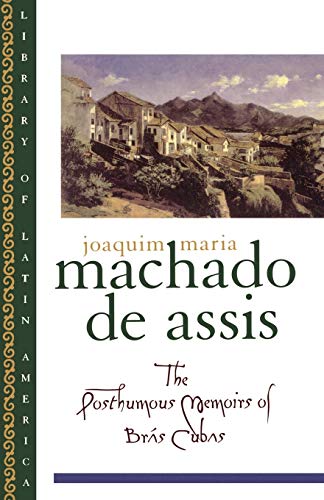 LIBRARY OF LATIN AMERICA
joaquim maria
machado
de assis
The
Posthumous Memoirs of
Brás Cubas